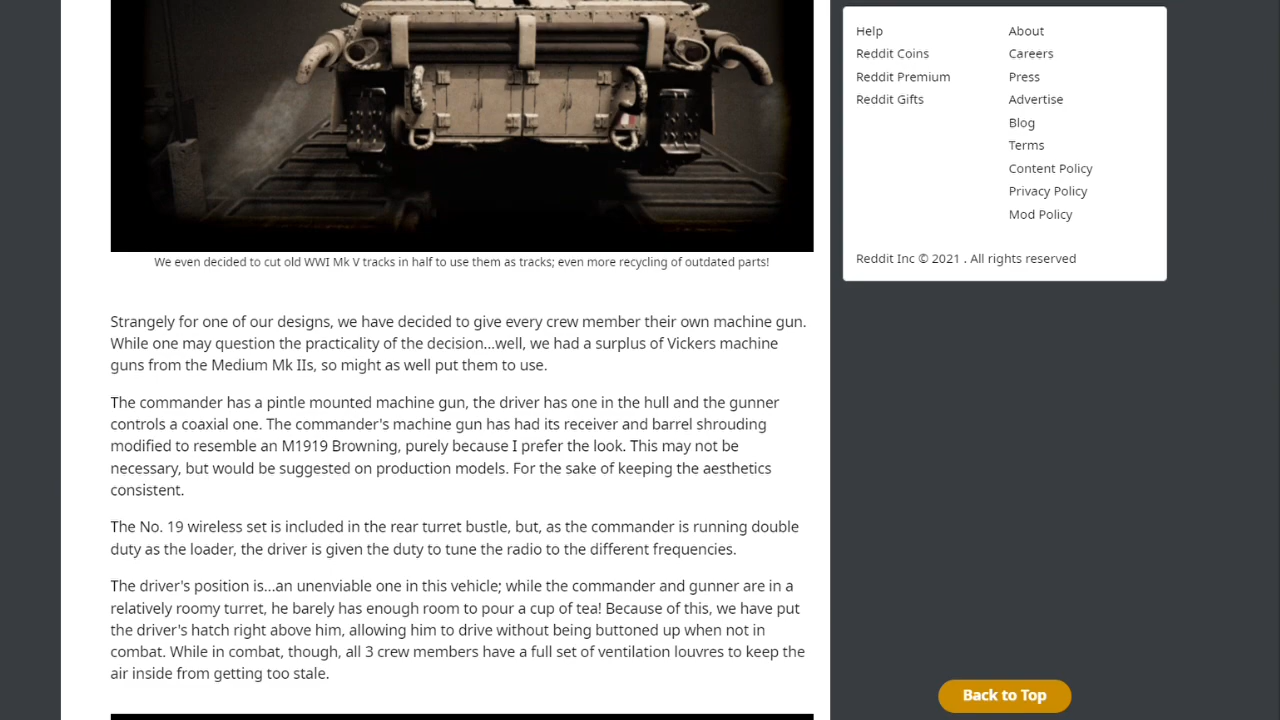 We even decided to cut old WWI Mk V tracks in half to use them as tracks; even more recycling of outdated parts!
Strangely for one of our designs, we have decided to give every crew member their own machine gun.
While one may question the practicality of the decision...well, we had a surplus of Vickers machine
guns from the Medium Mk IIs, so might as well put them to use.
The commander has a pintle mounted machine gun, the driver has one in the hull and the gunner
controls a coaxial one. The commander's machine gun has had its receiver and barrel shrouding
modified to resemble an M1919 Browning, purely because I prefer the look. This may not be
necessary, but would be suggested on production models. For the sake of keeping the aesthetics
consistent.
The No. 19 wireless set is included in the rear turret bustle, but, as the commander is running double
duty as the loader, the driver is given the duty to tune the radio to the different frequencies.
The driver's position is...an unenviable one in this vehicle; while the commander and gunner are in a
relatively roomy turret, he barely has enough room to pour a cup of tea! Because of this, we have put
the driver's hatch right above him, allowing him to drive without being buttoned up when not in
combat. While in combat, though, all 3 crew members have a full set of ventilation louvres to keep the
air inside from getting too stale.
Help
Reddit Coins
Reddit Premium
Reddit Gifts
About
Careers
Press
Advertise
Blog
Terms
Content Policy
Privacy Policy
Mod Policy
Reddit Inc © 2021 . All rights reserved
Back to Top